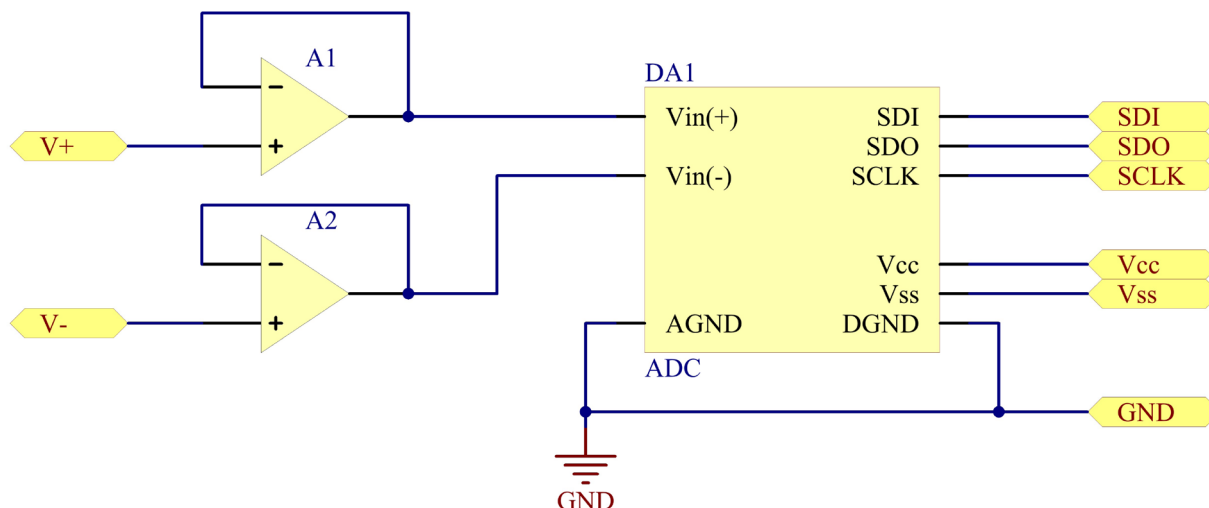 A1
V+
A2
V-
DA1
Vin(+)
Vin(-)
AGND
SDI
SDO
SCLK
Vcc
Vss
DGND
ADC
SDI
SDO
SCLK
Vcc
Vss
GND
GND